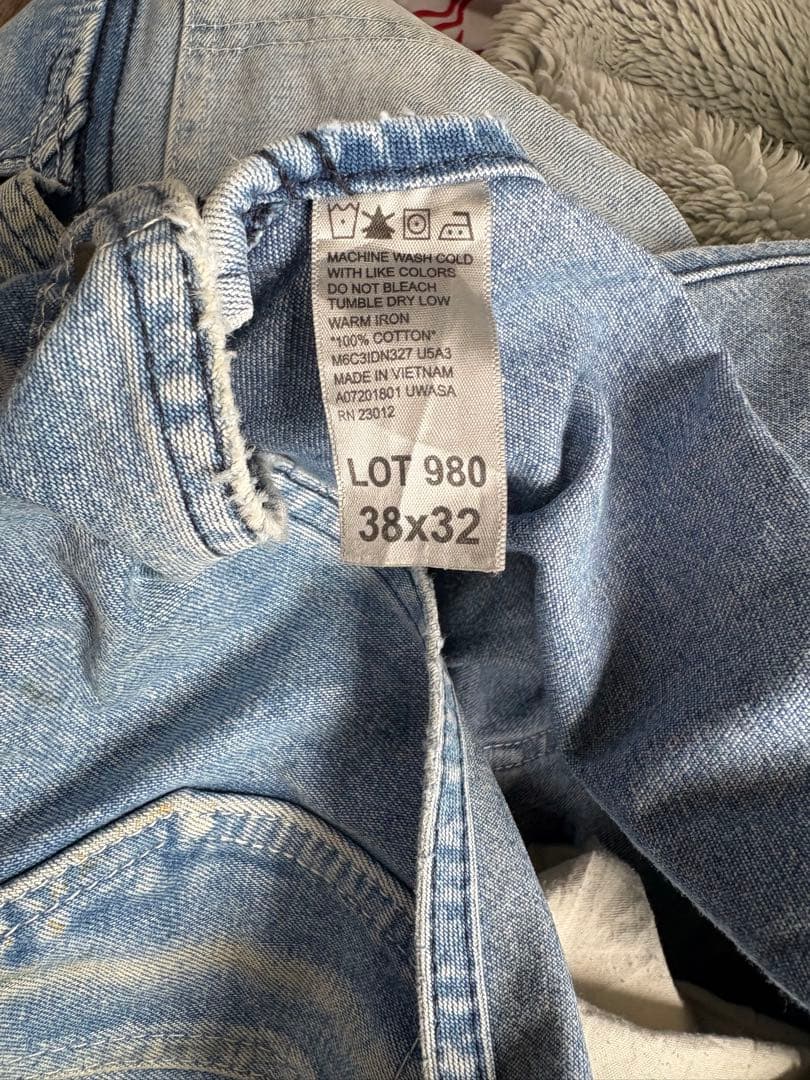 MACHINE WASH COLD
WITH LIKE COLORS
DO NOT BLEACH
TUMBLE DRY LOW
WARM IRON
"100% COTTON"
M6C3IDN327 U5A3
MADE IN VIETNAM
A07201801 UWASA
RN 23012
LOT 980
38x32